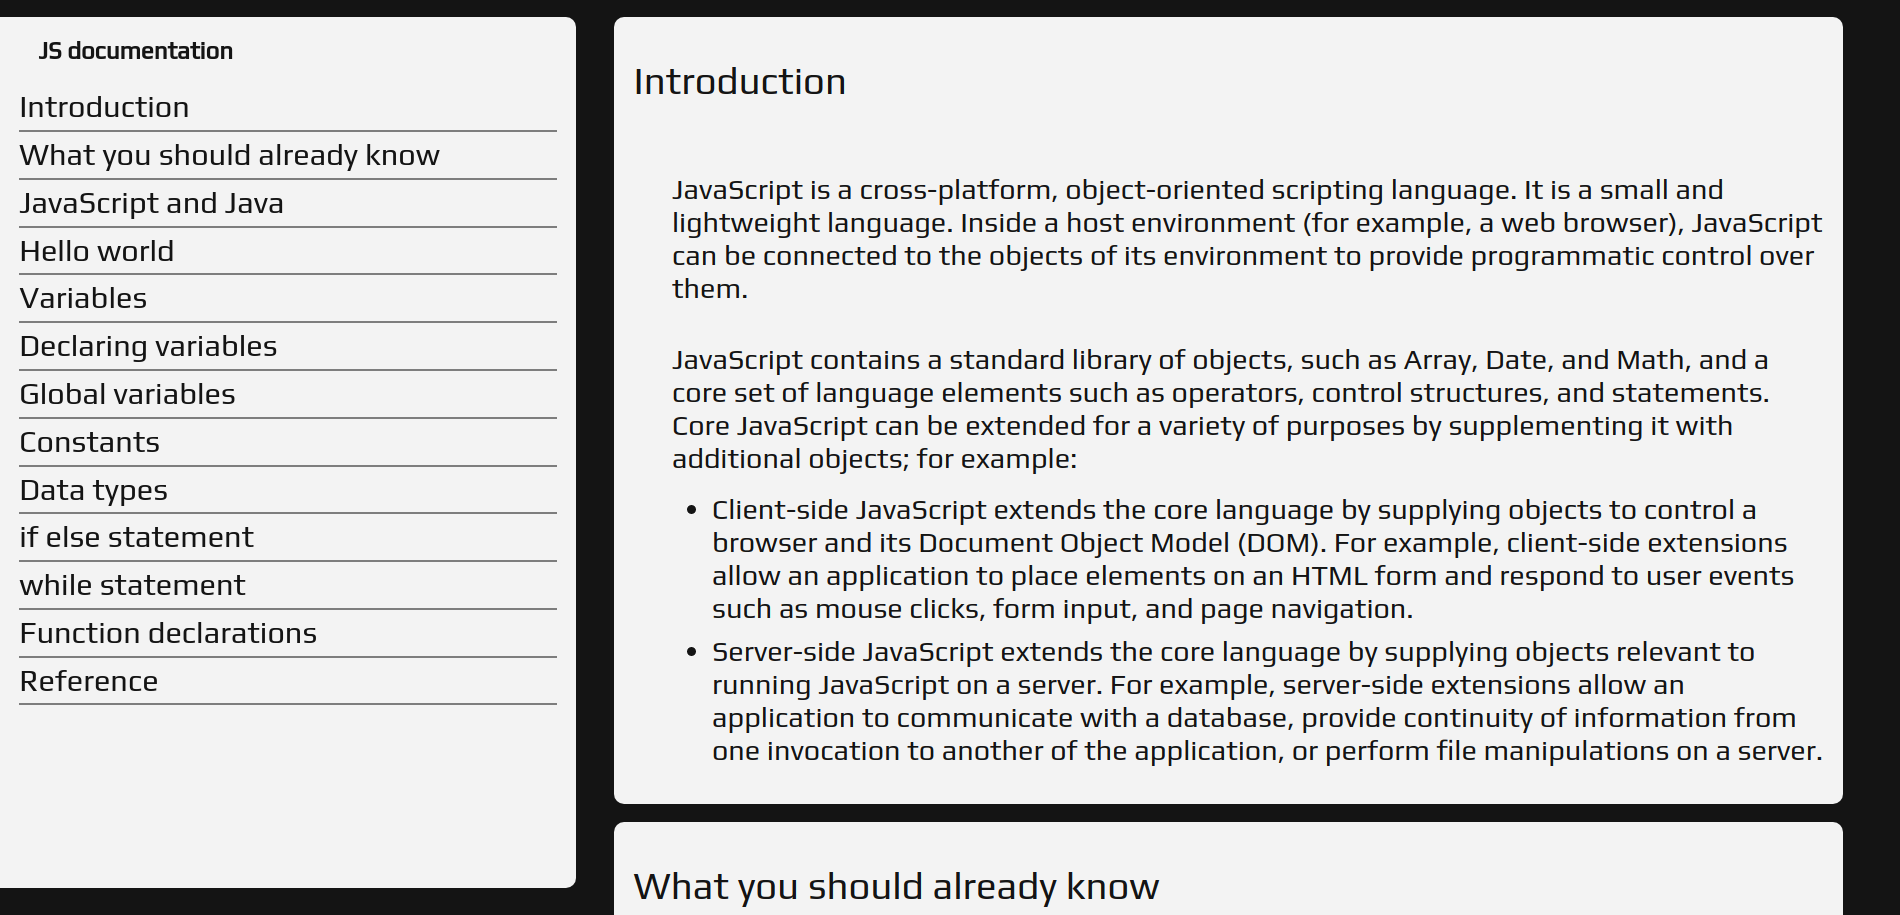 JS documentation
Introduction
What you should already know
JavaScript and Java
Hello world
Variables
Declaring variables
Global variables
Constants
Data types
if else statement
while statement
Function declarations
Reference
Introduction
JavaScript is a cross-platform, object-oriented scripting language. It is a small and
lightweight language. Inside a host environment (for example, a web browser), JavaScript
can be connected to the objects of its environment to provide programmatic control over
them.
JavaScript contains a standard library of objects, such as Array, Date, and Math, and a
core set of language elements such as operators, control structures, and statements.
Core JavaScript can be extended for a variety of purposes by supplementing it with
additional objects; for example:
• Client-side JavaScript extends the core language by supplying objects to control a
browser and its Document Object Model (DOM). For example, client-side extensions
allow an application to place elements on an HTML form and respond to user events
such as mouse clicks, form input, and page navigation.
• Server-side JavaScript extends the core language by supplying objects relevant to
running JavaScript on a server. For example, server-side extensions allow an
application to communicate with a database, provide continuity of information from
one invocation to another of the application, or perform file manipulations on a server.
What you should already know